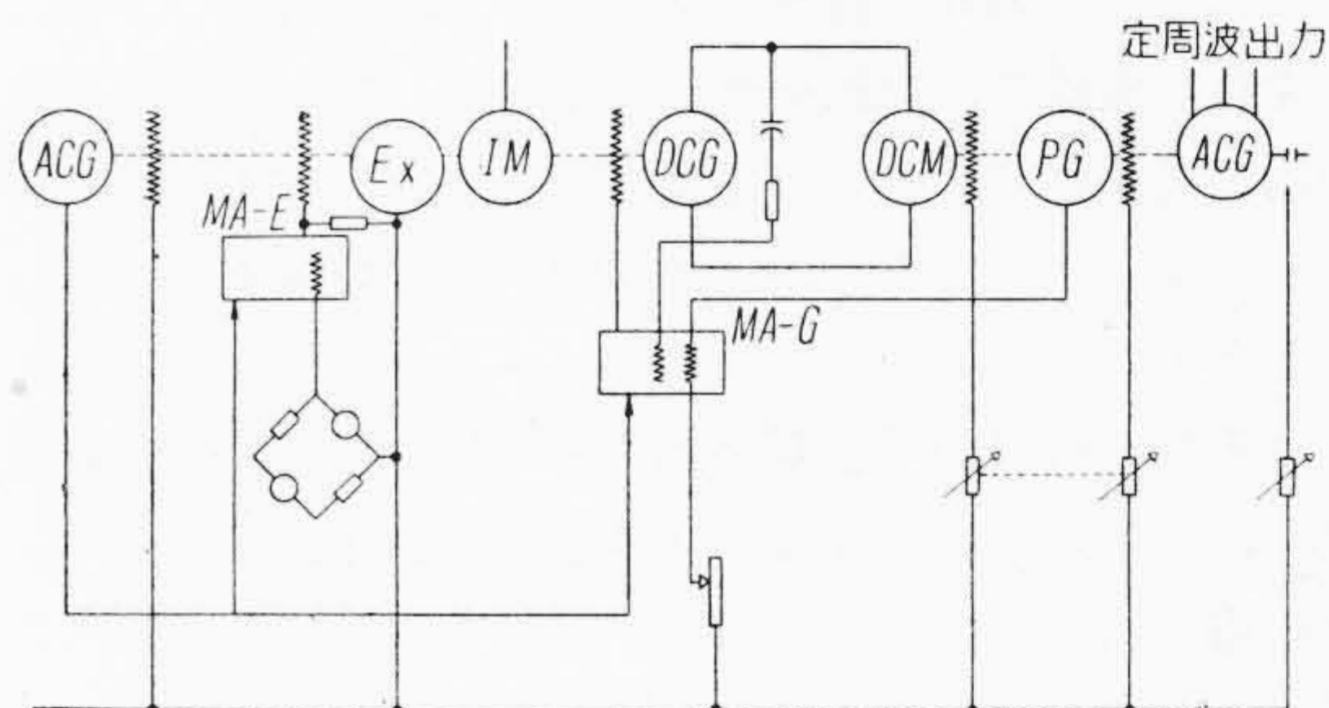 定周波出力
ACG
Ex
IM
DCG
DCM
PG
ACG
MA-E
MA-G